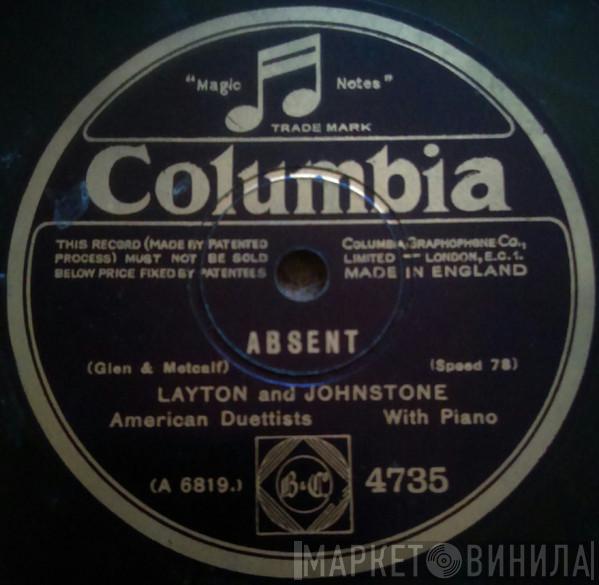 "Magic Notes"
TRADE MARK
Columbia
THIS RECORD (MADE BY PATENTED
PROCESS) MUST NOT BE SOLD
BELOW PRICE FIXED BY PATENTEES
COLUMBIA GRAPHOPHONE CO.,
LIMITED LONDON, E.C.1.
MADE IN ENGLAND
ABSENT
(Glen & Metcalf) (Speed 78)
LAYTON and JOHNSTONE
American Duettists With Piano
(A 6819.) B&C 4735
МАРКЕТ ВИНИЛА